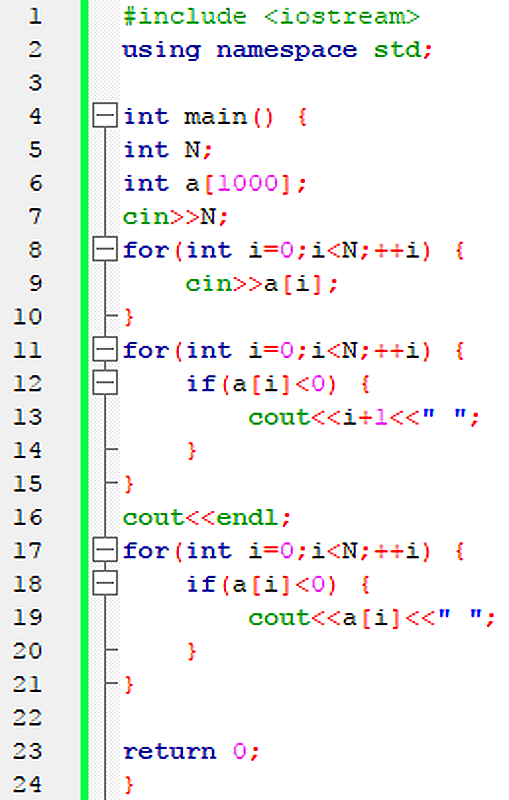 1 #include <iostream>
2 using namespace std;
3
4 int main() {
5 int N;
6 int a[1000];
7 cin>>N;
8 for(int i=0;i<N;++i) {
9     cin>>a[i];
10 }
11 for(int i=0;i<N;++i) {
12     if(a[i]<0) {
13         cout<<i+1<<" ";
14     }
15 }
16 cout<<endl;
17 for(int i=0;i<N;++i) {
18     if(a[i]<0) {
19         cout<<a[i]<<" ";
20     }
21 }
22
23 return 0;
24 }